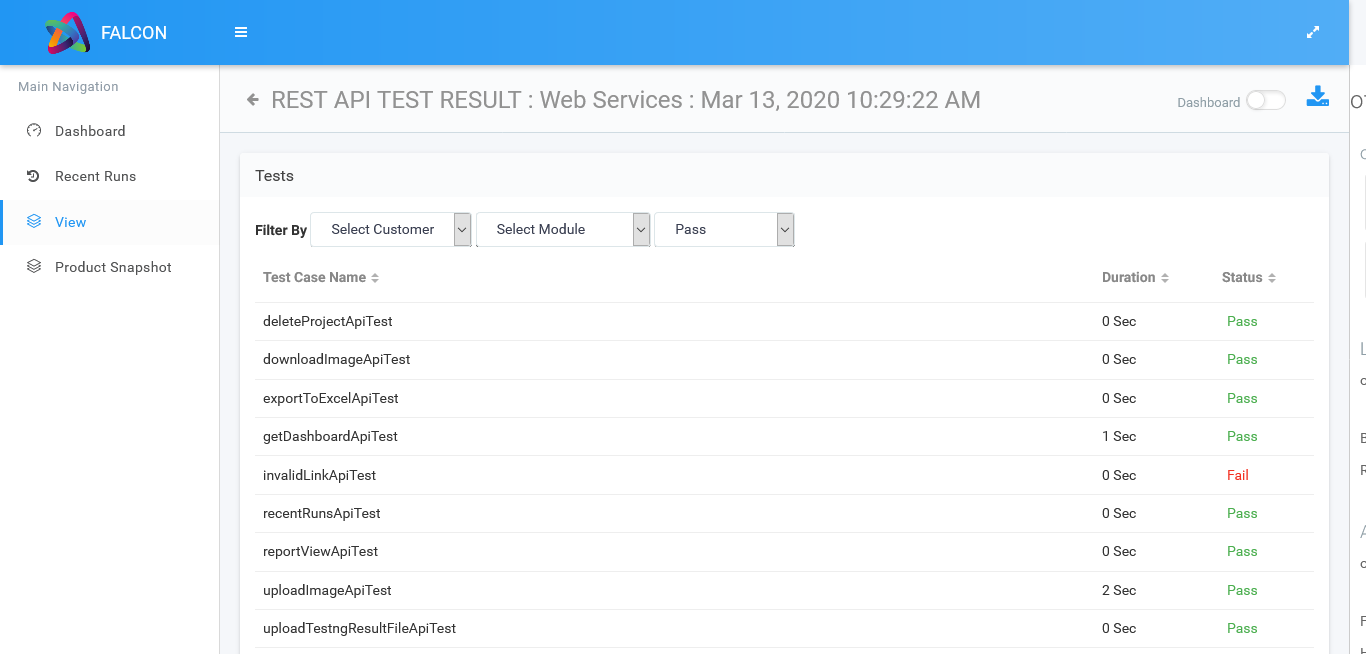 FALCON
Main Navigation
Dashboard
Recent Runs
View
Product Snapshot
REST API TEST RESULT : Web Services : Mar 13, 2020 10:29:22 AM
Dashboard
Tests
Filter By Select Customer Select Module Pass
Test Case Name Duration Status
deleteProjectApiTest 0 Sec Pass
downloadImageApiTest 0 Sec Pass
exportToExcelApiTest 0 Sec Pass
getDashboardApiTest 1 Sec Pass
invalidLinkApiTest 0 Sec Fail
recentRunsApiTest 0 Sec Pass
reportViewApiTest 0 Sec Pass
uploadImageApiTest 2 Sec Pass
uploadTestngResultFileApiTest 0 Sec Pass